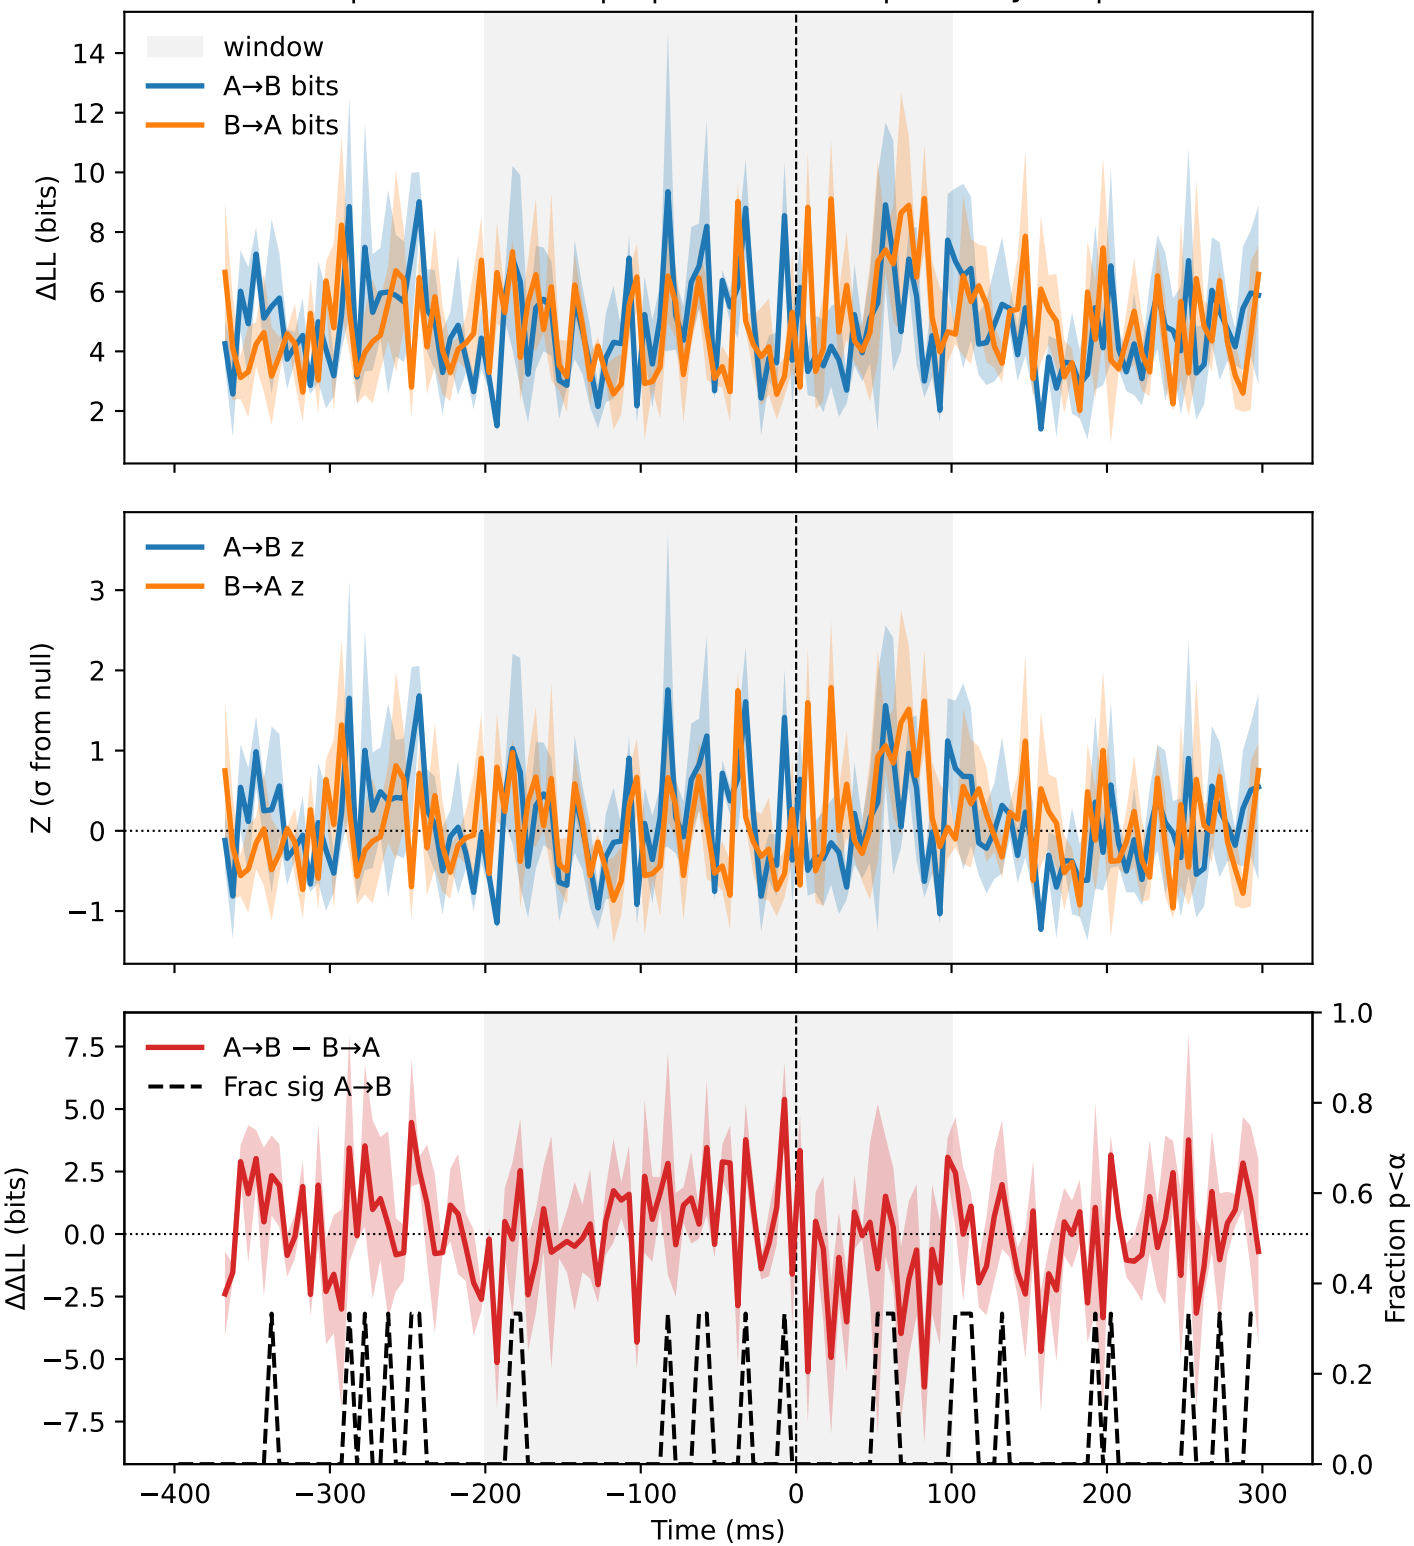 14
12
10
8
6
4
2
ΔLL (bits)
window
A→B bits
B→A bits
3
2
1
0
−1
Z (σ from null)
A→B z
B→A z
7.5
5.0
2.5
0.0
−2.5
−5.0
−7.5
ΔΔLL (bits)
A→B − B→A
Frac sig A→B
1.0
0.8
0.6
0.4
0.2
0.0
Fraction p<α
−400 −300 −200 −100 0 100 200 300
Time (ms)